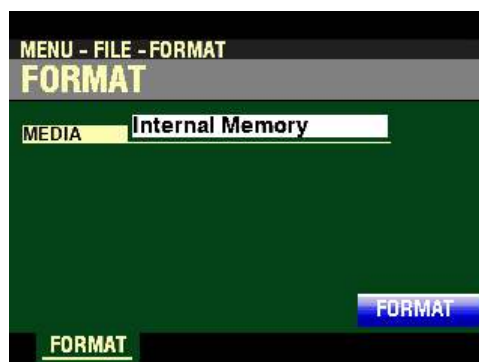 MENU - FILE - FORMAT
FORMAT
MEDIA Internal Memory
FORMAT
FORMAT